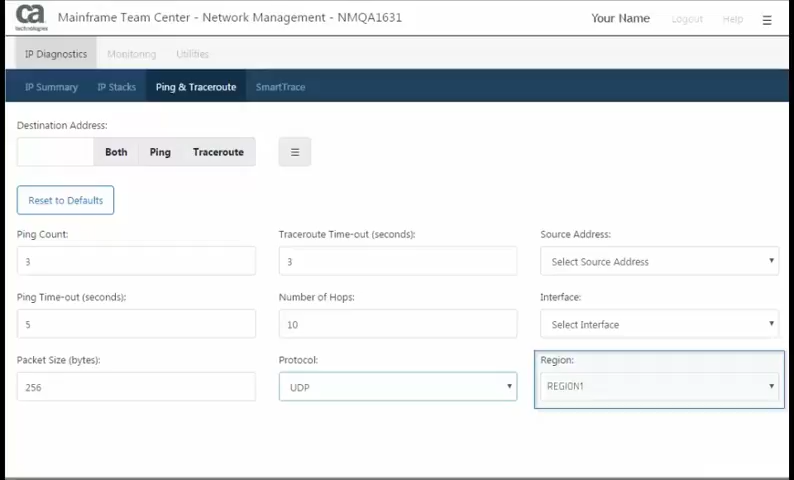 ca
technologies
Mainframe Team Center - Network Management - NMQA1631
Your Name
Logout
Help
IP Diagnostics
Monitoring
Utilities
IP Summary
IP Stacks
Ping & Traceroute
SmartTrace
Destination Address:
Both
Ping
Traceroute
Reset to Defaults
Ping Count:
Traceroute Time-out (seconds):
Source Address:
3
3
Select Source Address
Ping Time-out (seconds):
Number of Hops:
Interface:
5
10
Select Interface
Packet Size (bytes):
Protocol:
Region:
256
UDP
REGION1